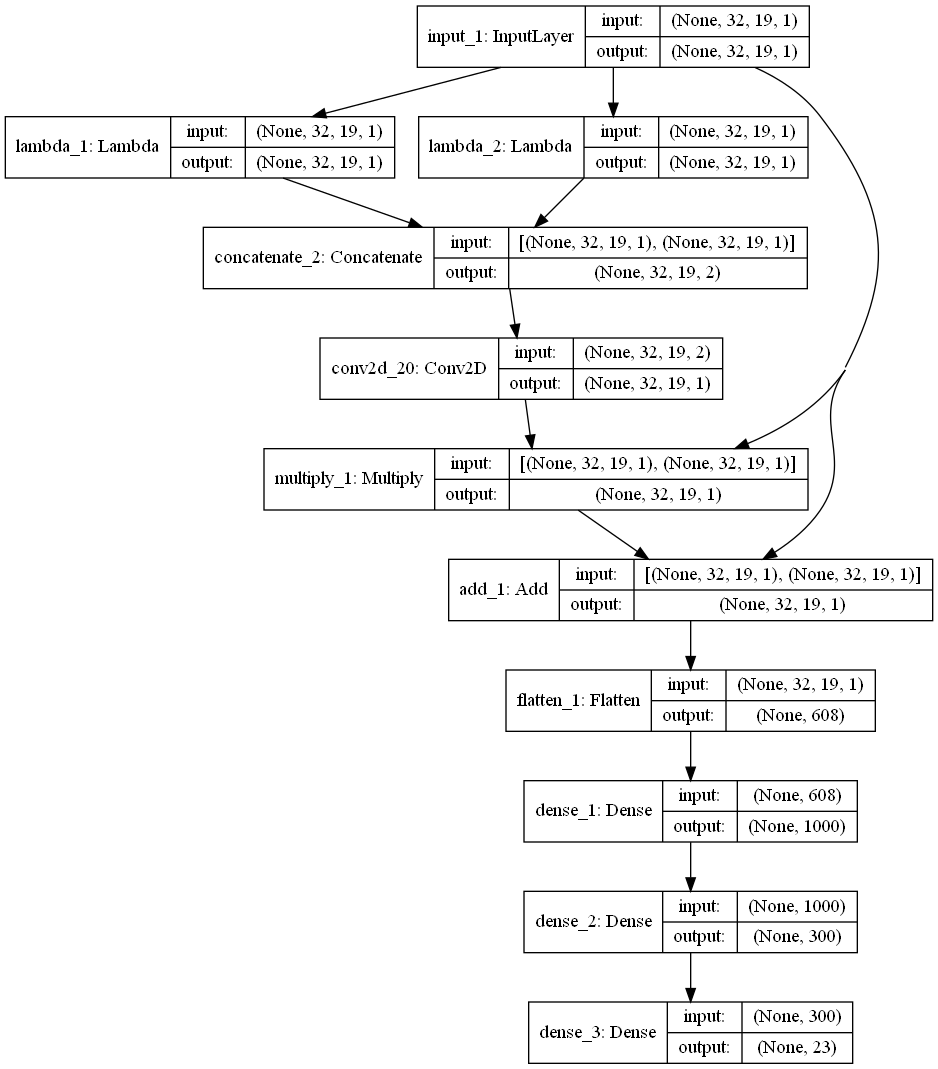 input_1: InputLayer
input: (None, 32, 19, 1)
output: (None, 32, 19, 1)
lambda_1: Lambda
input: (None, 32, 19, 1)
output: (None, 32, 19, 1)
lambda_2: Lambda
input: (None, 32, 19, 1)
output: (None, 32, 19, 1)
concatenate_2: Concatenate
input: [(None, 32, 19, 1), (None, 32, 19, 1)]
output: (None, 32, 19, 2)
conv2d_20: Conv2D
input: (None, 32, 19, 2)
output: (None, 32, 19, 1)
multiply_1: Multiply
input: [(None, 32, 19, 1), (None, 32, 19, 1)]
output: (None, 32, 19, 1)
add_1: Add
input: [(None, 32, 19, 1), (None, 32, 19, 1)]
output: (None, 32, 19, 1)
flatten_1: Flatten
input: (None, 32, 19, 1)
output: (None, 608)
dense_1: Dense
input: (None, 608)
output: (None, 1000)
dense_2: Dense
input: (None, 1000)
output: (None, 300)
dense_3: Dense
input: (None, 300)
output: (None, 23)